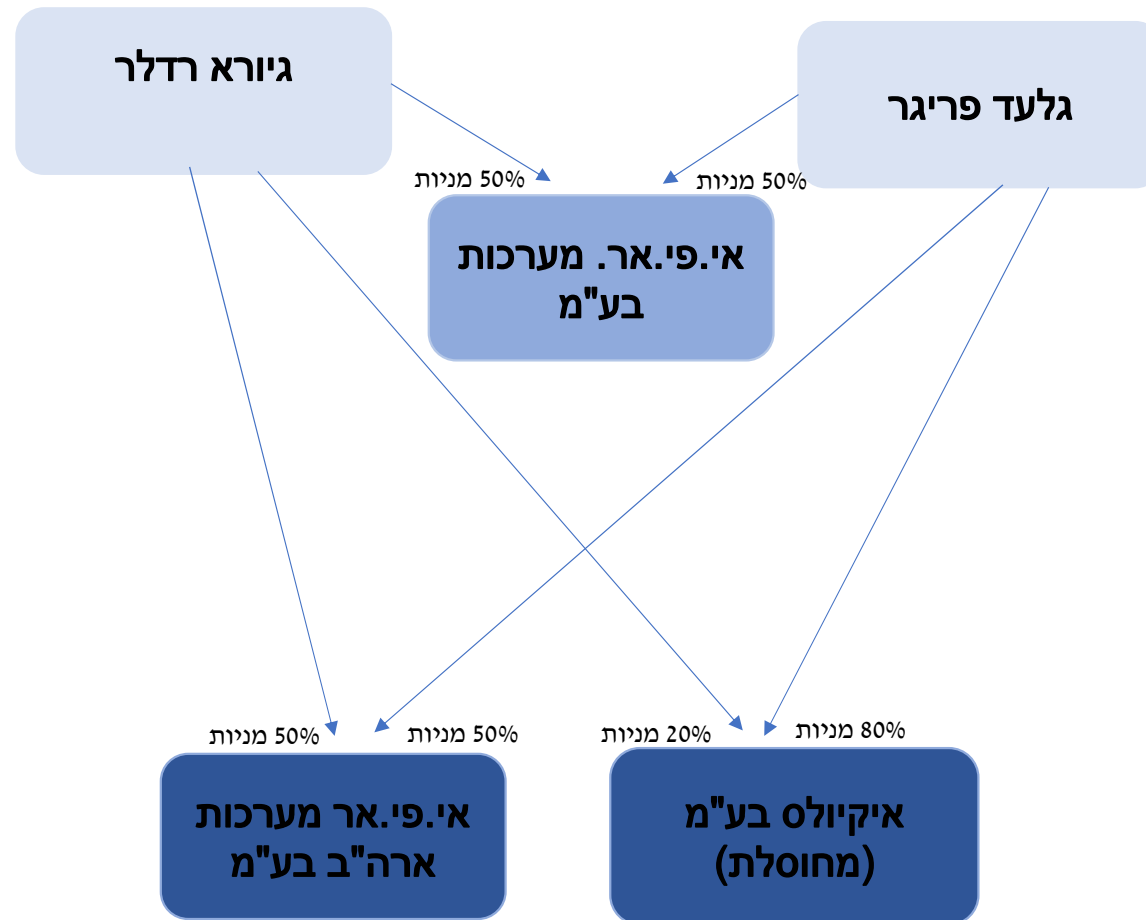 גיורא רדלר
גלעד פריגר
50% מניות
50% מניות
אי.פי.אר. מערכות
בע"מ
50% מניות
50% מניות
20% מניות
80% מניות
אי.פי.אר מערכות
ארה"ב בע"מ
איקיולס בע"מ
(מחוסלת)